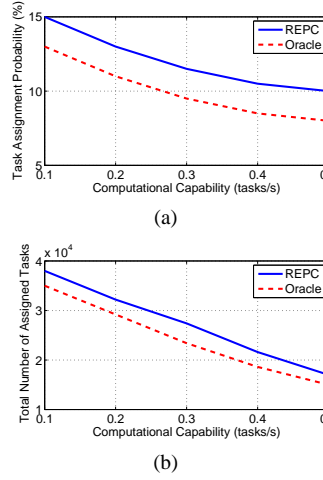 15
10
5
Task Assignment Probability (%)
REPC
Oracle
0.1 0.2 0.3 0.4 0
Computational Capability (tasks/s)
(a)
x 10^4
4
3
2
1
Total Number of Assigned Tasks
REPC
Oracle
0.1 0.2 0.3 0.4 0
Computational Capability (tasks/s)
(b)